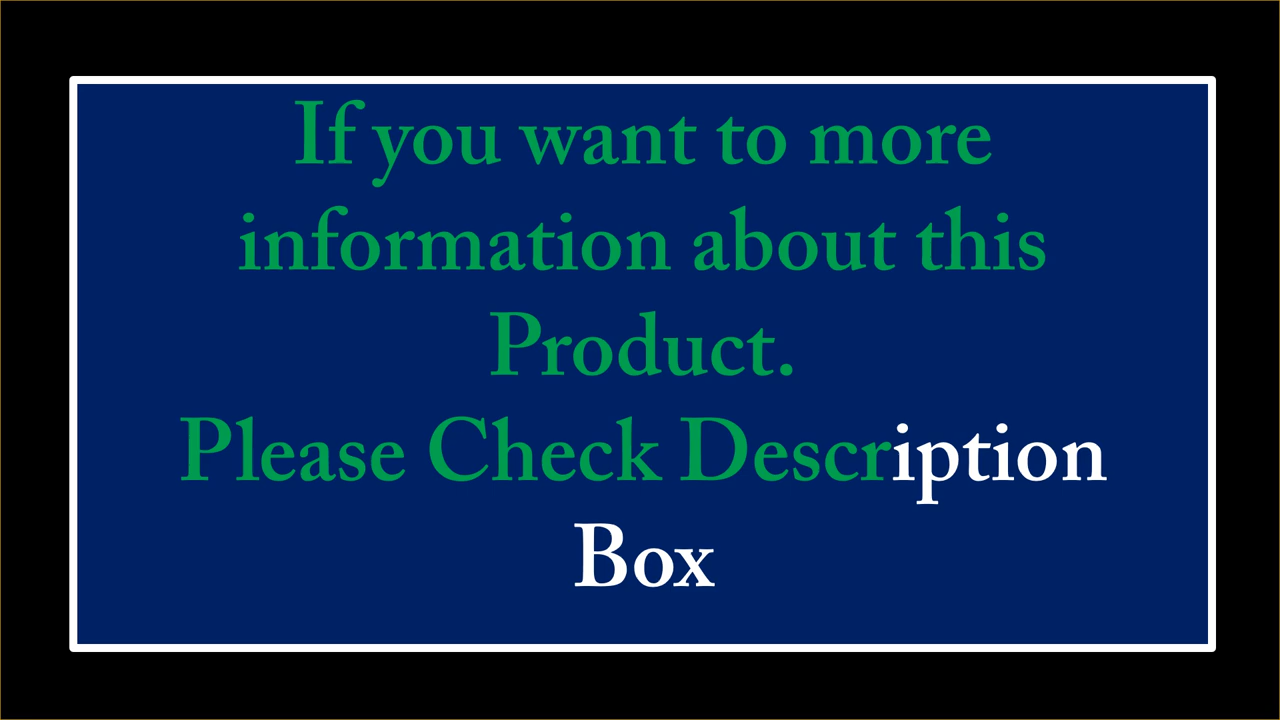 If you want to more
information about this
Product.
Please Check Description
Box